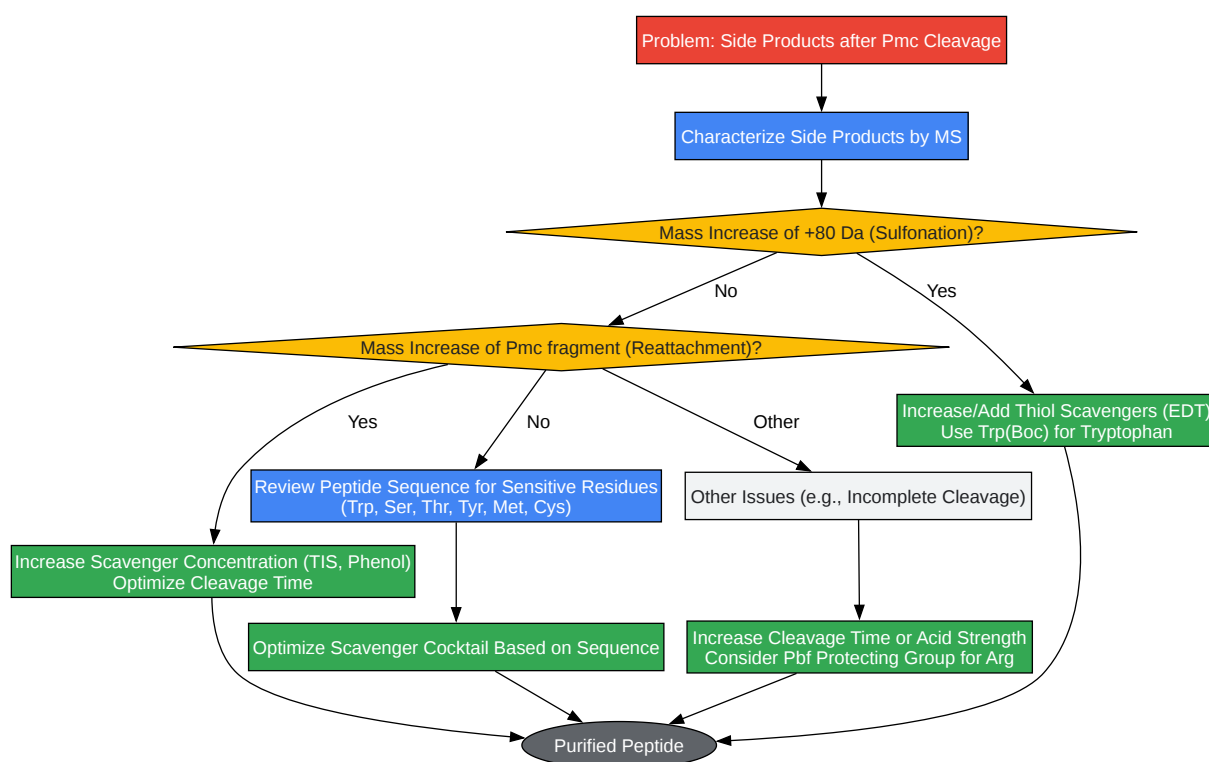 Problem: Side Products after Pmc Cleavage
Characterize Side Products by MS
Mass Increase of +80 Da (Sulfonation)?
No
Yes
Mass Increase of Pmc fragment (Reattachment)?
Yes
No
Other
Increase/Add Thiol Scavengers (EDT)
Use Trp(Boc) for Tryptophan
Review Peptide Sequence for Sensitive Residues
(Trp, Ser, Thr, Tyr, Met, Cys)
Other Issues (e.g., Incomplete Cleavage)
Increase Scavenger Concentration (TIS, Phenol)
Optimize Cleavage Time
Optimize Scavenger Cocktail Based on Sequence
Increase Cleavage Time or Acid Strength
Consider Pbf Protecting Group for Arg
Purified Peptide